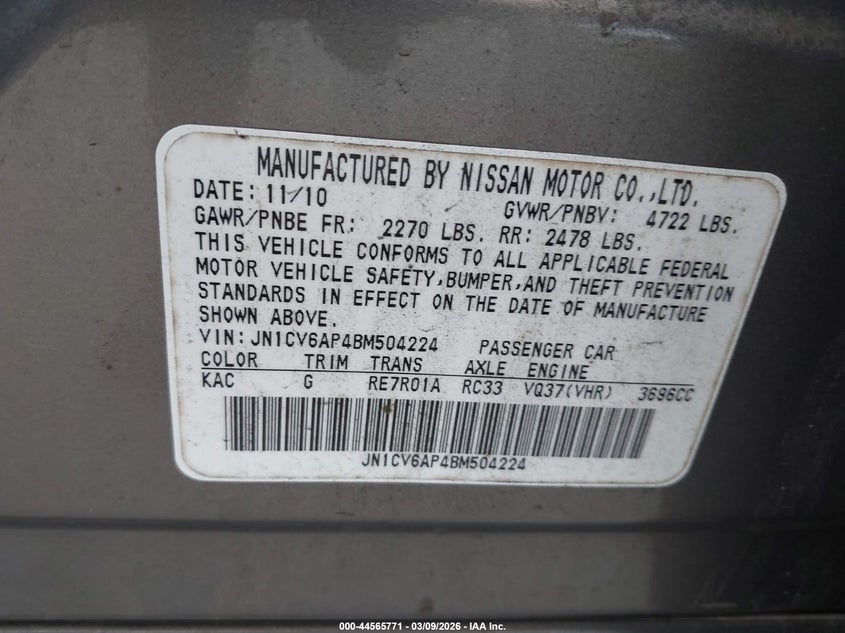 MANUFACTURED BY NISSAN MOTOR CO.,LTD.
DATE: 11/10 GVWR/PNBV: 4722 LBS.
GAWR/PNBE FR: 2270 LBS. RR: 2478 LBS.
THIS VEHICLE CONFORMS TO ALL APPLICABLE FEDERAL
MOTOR VEHICLE SAFETY,BUMPER,AND THEFT PREVENTION
STANDARDS IN EFFECT ON THE DATE OF MANUFACTURE
SHOWN ABOVE.
VIN:JN1CV6AP4BM504224 PASSENGER CAR
COLOR TRIM TRANS AXLE ENGINE
KAC G RE7R01A RC33 VQ37(VHR) 3696CC
JN1CV6AP4BM504224
000-44565771 - 03/09/2026 - IAA Inc.